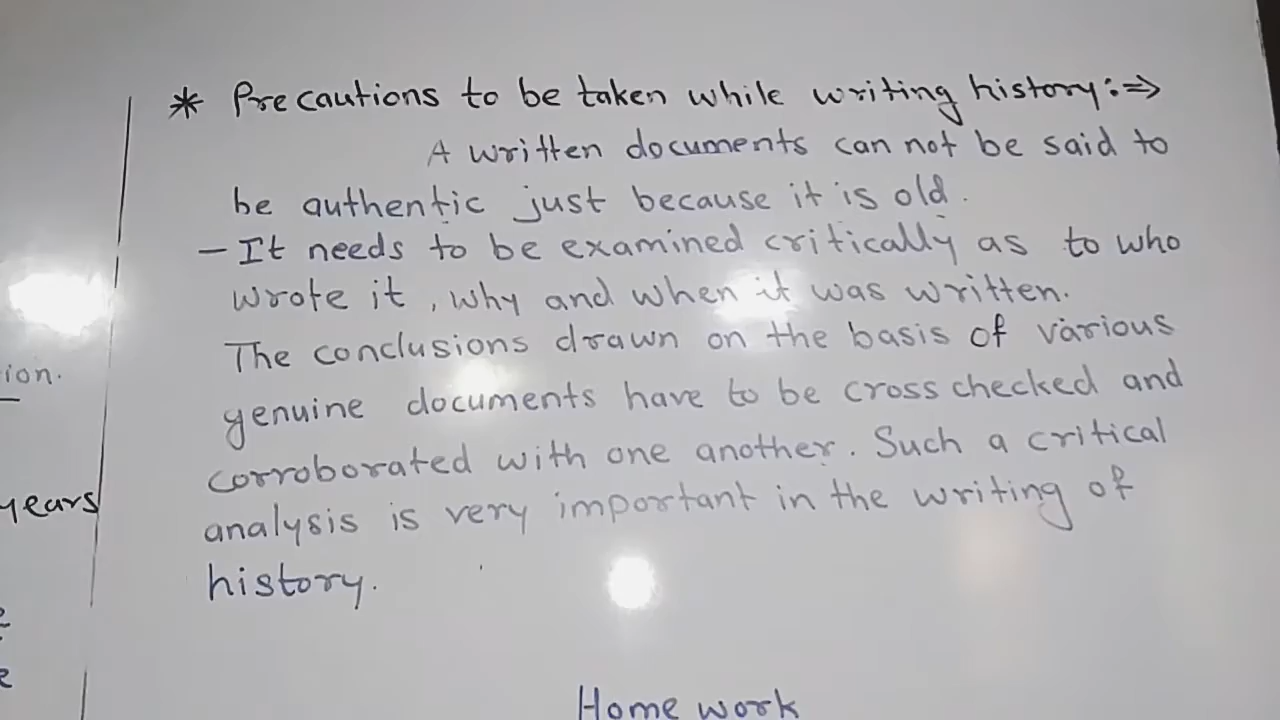 * Precautions to be taken while writing history:⇒
A written documents can not be said to
be authentic just because it is old.
- It needs to be examined critically as to who
wrote it, why and when it was written.
The conclusions drawn on the basis of various
genuine documents have to be cross checked and
corroborated with one another. Such a critical
analysis is very important in the writing of
history.
ion.
years
Home work